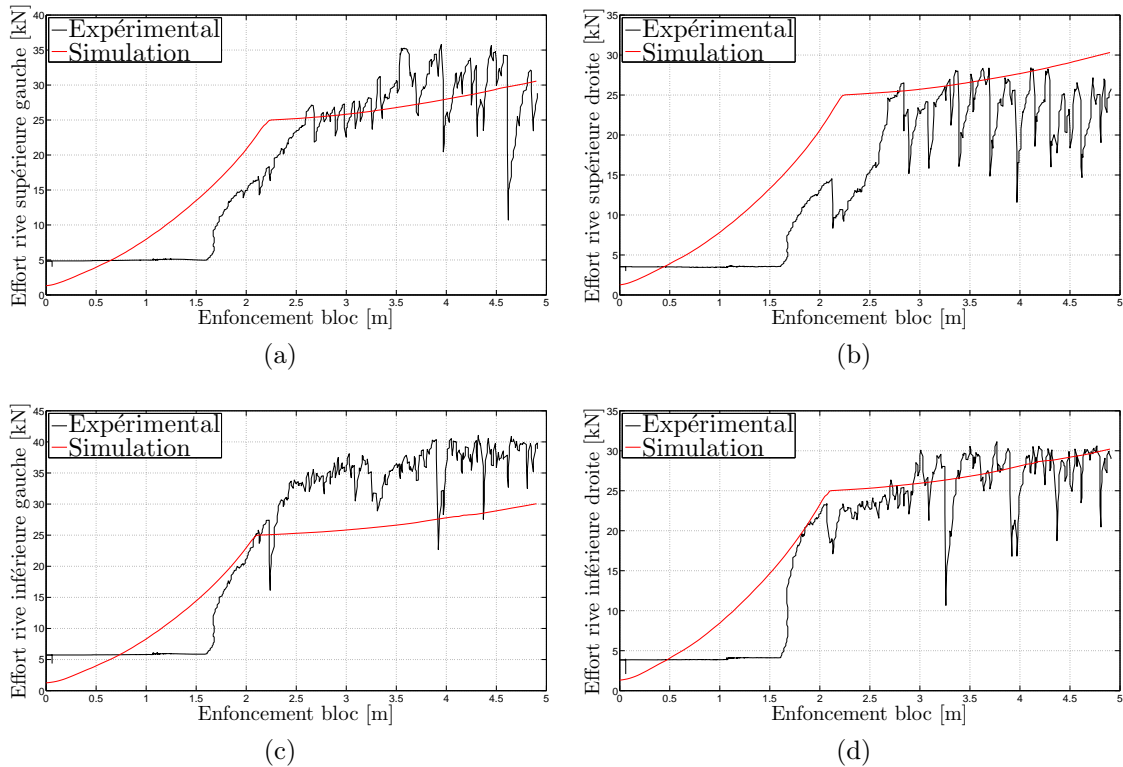 Effort rive supérieure gauche [kN]
40
35
30
25
20
15
10
5
0
Expérimental
Simulation
0 0.5 1 1.5 2 2.5 3 3.5 4 4.5 5
Enfoncement bloc [m]
(a)
Effort rive supérieure droite [kN]
35
30
25
20
15
10
5
0
Expérimental
Simulation
0 0.5 1 1.5 2 2.5 3 3.5 4 4.5 5
Enfoncement bloc [m]
(b)
Effort rive inférieure gauche [kN]
45
40
35
30
25
20
15
10
5
0
Expérimental
Simulation
0 0.5 1 1.5 2 2.5 3 3.5 4 4.5 5
Enfoncement bloc [m]
(c)
Effort rive inférieure droite [kN]
35
30
25
20
15
10
5
0
Expérimental
Simulation
0 0.5 1 1.5 2 2.5 3 3.5 4 4.5 5
Enfoncement bloc [m]
(d)